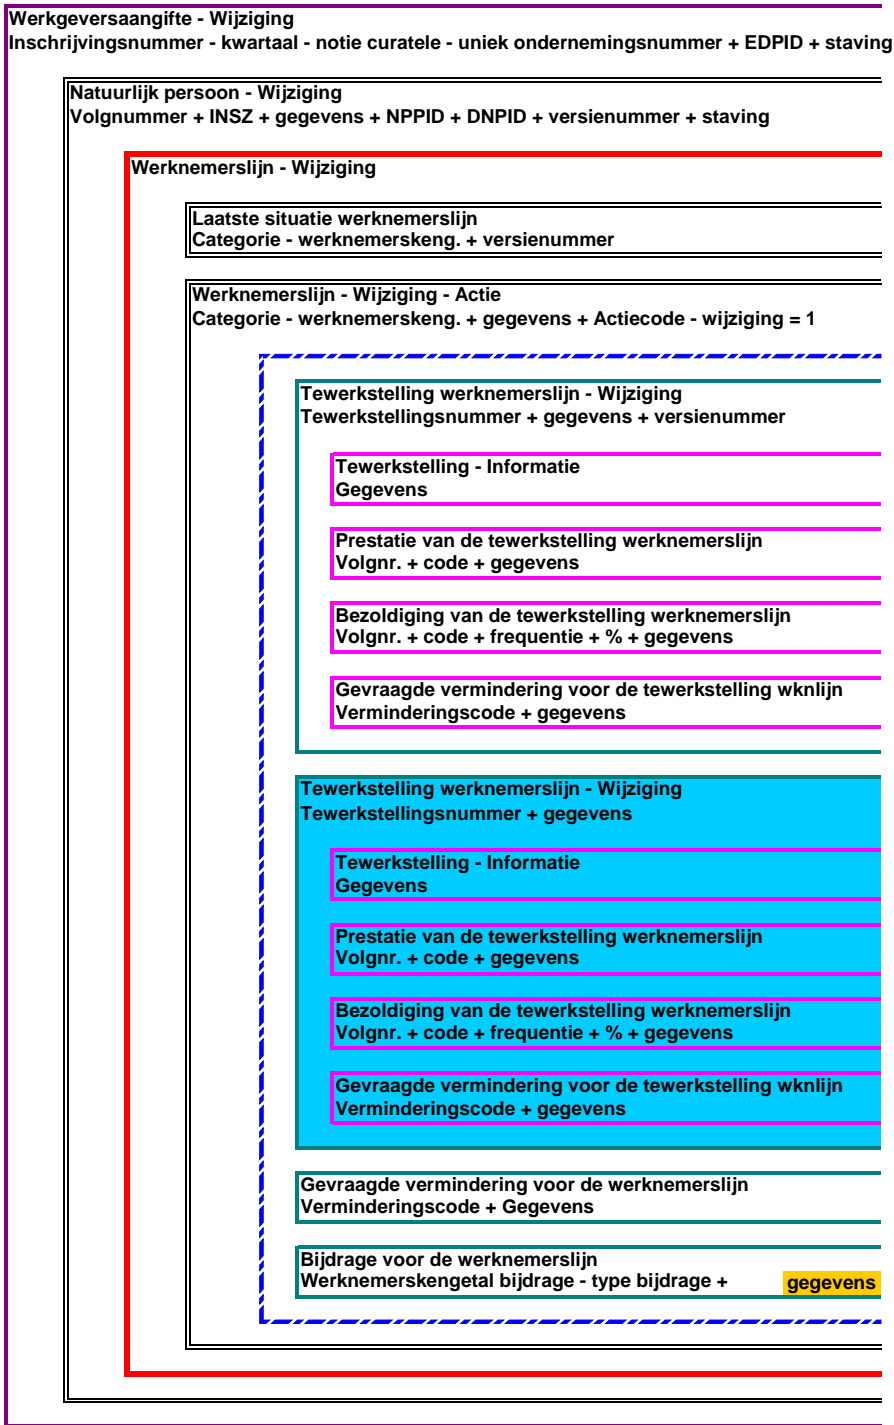 Werkgeversaangifte - Wijziging
Inschrijvingsnummer - kwartaal - notie curatele - uniek ondernemingsnummer + EDPID + staving
Natuurlijk persoon - Wijziging
Volgnummer + INSZ + gegevens + NPPID + DNPID + versienummer + staving
Werknemerslijn - Wijziging
Laatste situatie werknemerslijn
Categorie - werknemerskeng. + versienummer
Werknemerslijn - Wijziging - Actie
Categorie - werknemerskeng. + gegevens + Actiecode - wijziging = 1
Tewerkstelling werknemerslijn - Wijziging
Tewerkstellingsnummer + gegevens + versienummer
Tewerkstelling - Informatie
Gegevens
Prestatie van de tewerkstelling werknemerslijn
Volgnr. + code + gegevens
Bezoldiging van de tewerkstelling werknemerslijn
Volgnr. + code + frequentie + % + gegevens
Gevraagde vermindering voor de tewerkstelling wknlijn
Verminderingscode + gegevens
Tewerkstelling werknemerslijn - Wijziging
Tewerkstellingsnummer + gegevens
Tewerkstelling - Informatie
Gegevens
Prestatie van de tewerkstelling werknemerslijn
Volgnr. + code + gegevens
Bezoldiging van de tewerkstelling werknemerslijn
Volgnr. + code + frequentie + % + gegevens
Gevraagde vermindering voor de tewerkstelling wknlijn
Verminderingscode + gegevens
Gevraagde vermindering voor de werknemerslijn
Verminderingscode + Gegevens
Bijdrage voor de werknemerslijn
Werknemerskengetal bijdrage - type bijdrage + gegevens